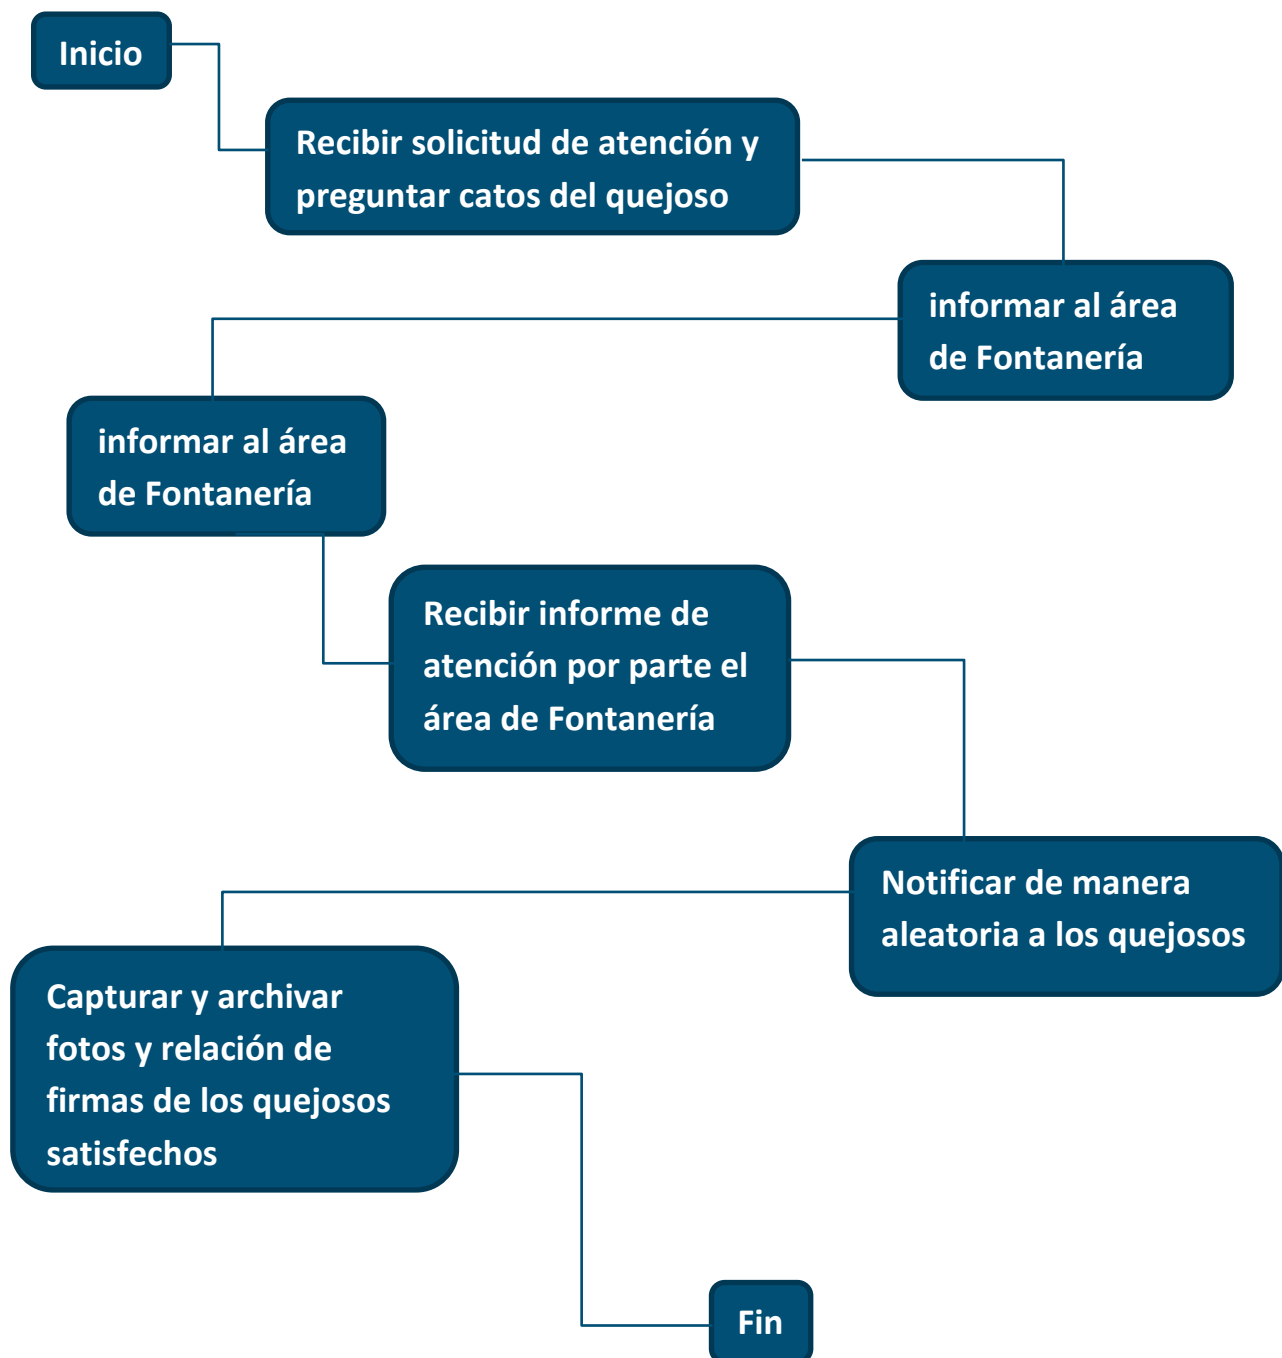 Inicio
Recibir solicitud de atención y
preguntar catos del quejoso
informar al área
de Fontanería
informar al área
de Fontanería
Recibir informe de
atención por parte el
área de Fontanería
Notificar de manera
aleatoria a los quejosos
Capturar y archivar
fotos y relación de
firmas de los quejosos
satisfechos
Fin